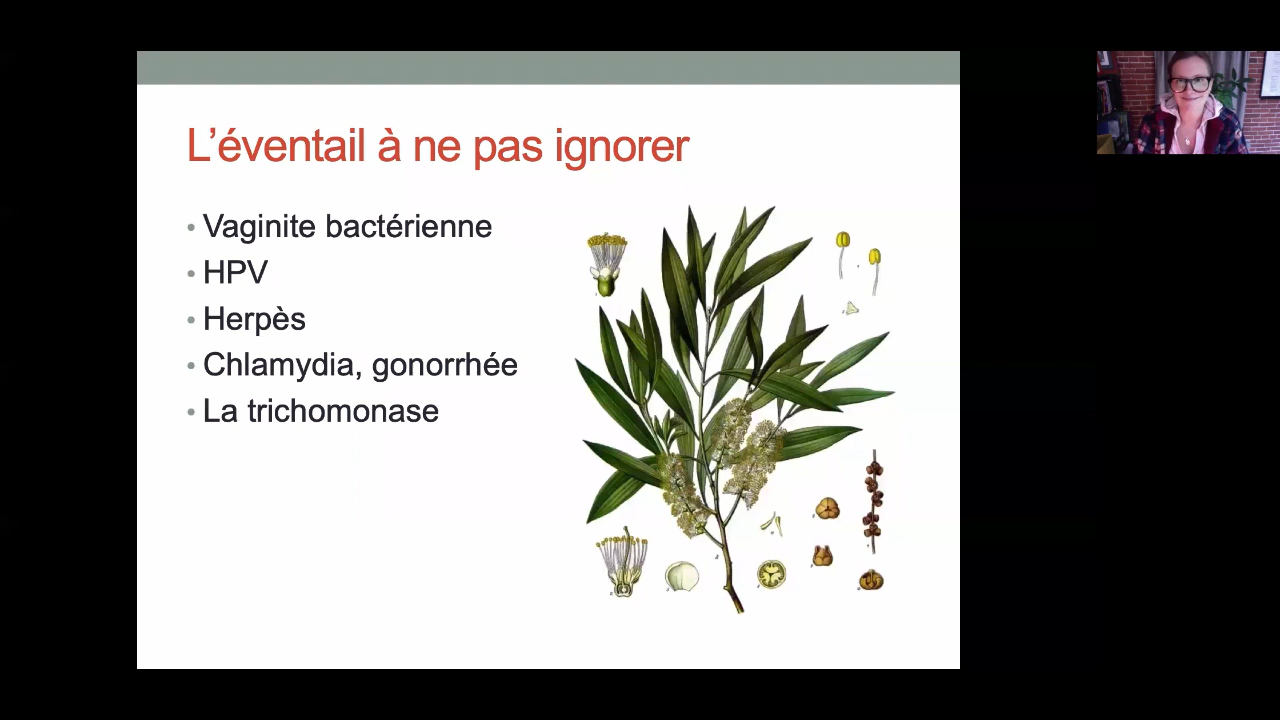 L’éventail à ne pas ignorer
• Vaginite bactérienne
• HPV
• Herpès
• Chlamydia, gonorrhée
• La trichomonase